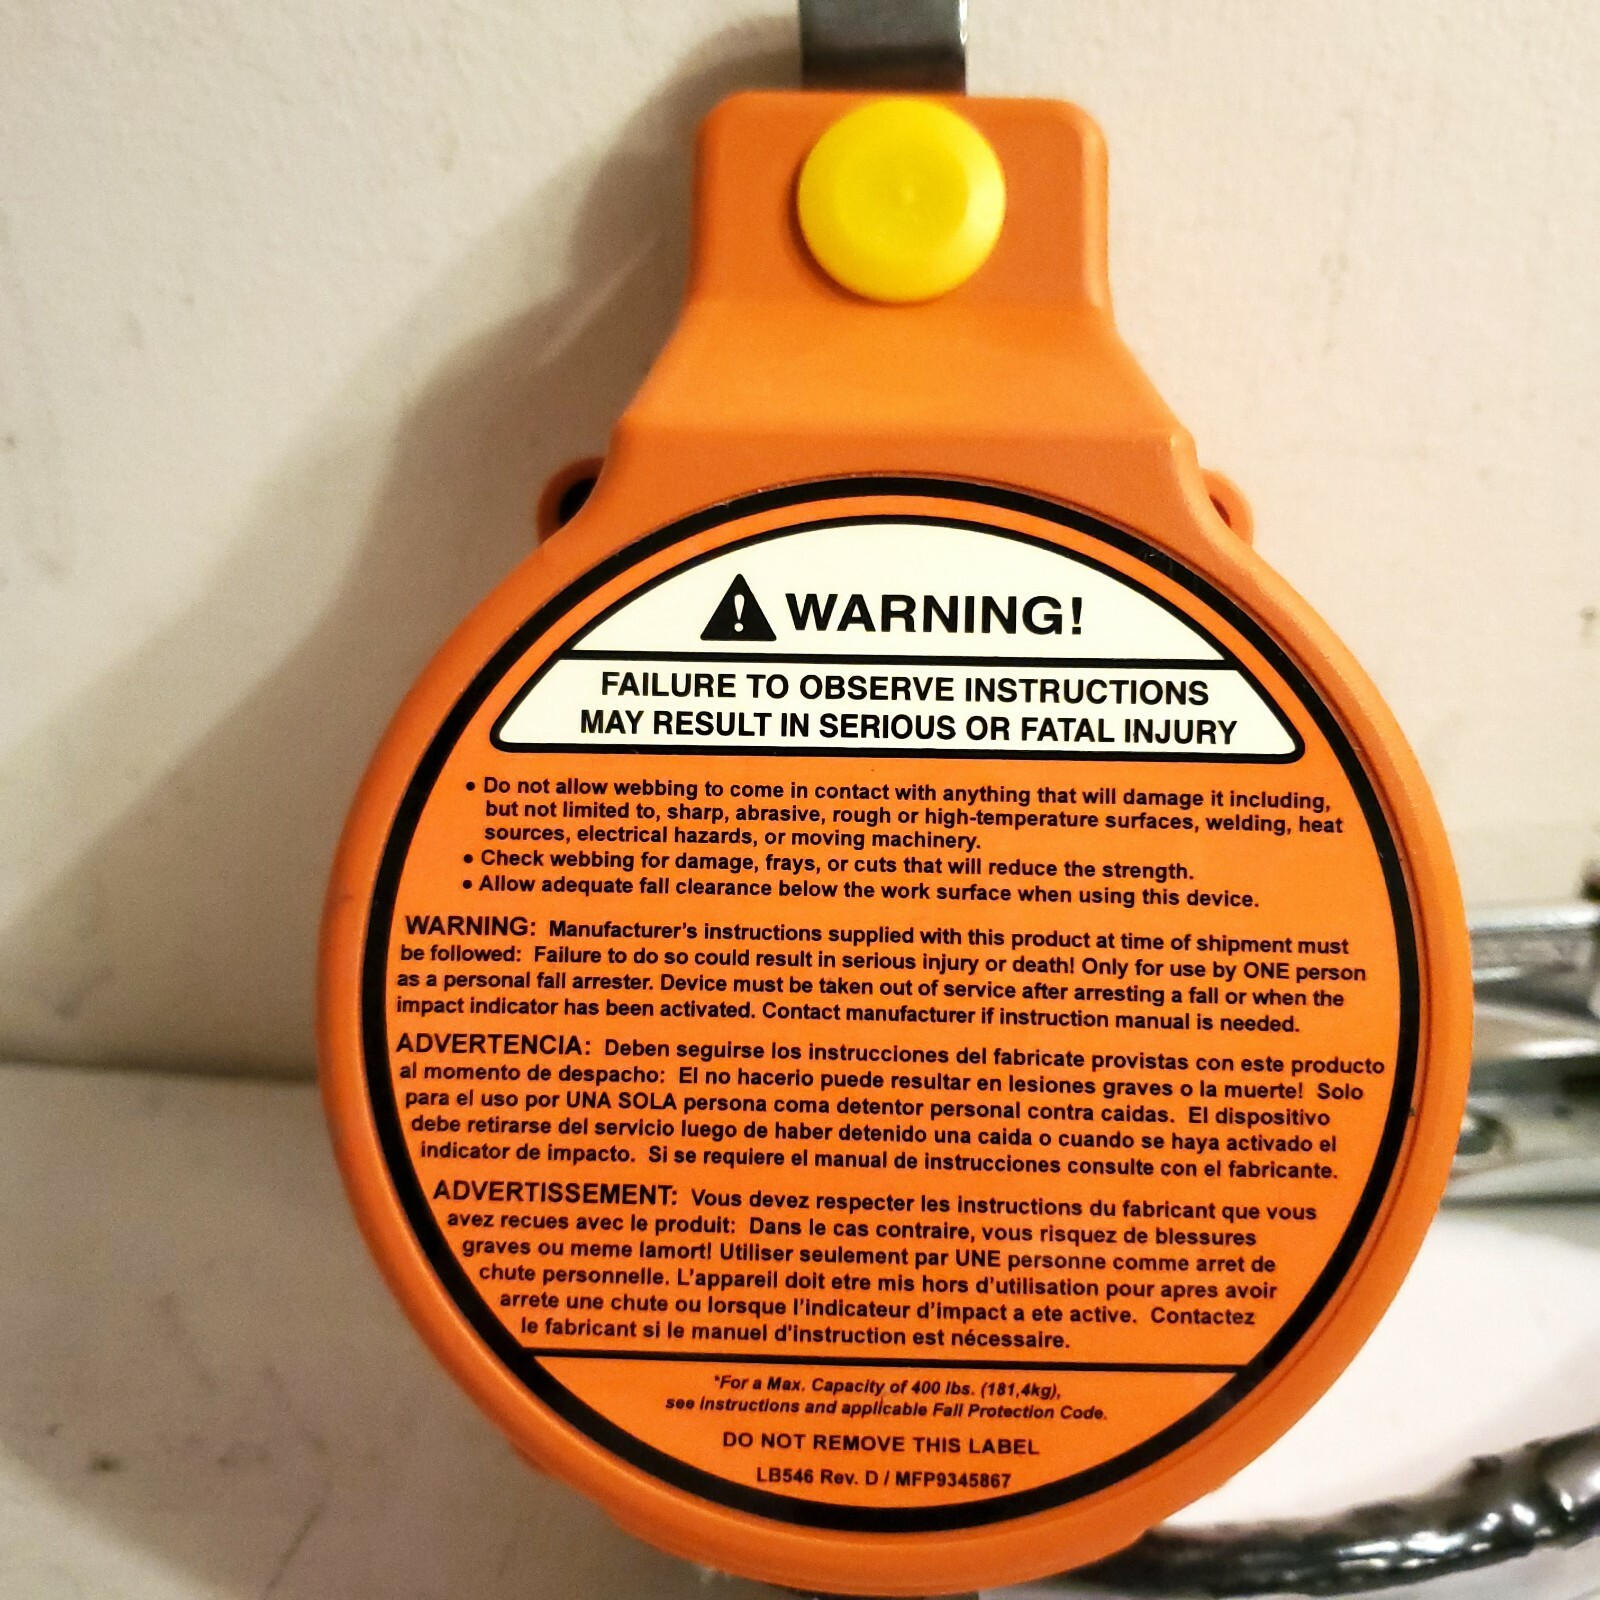 WARNING!
FAILURE TO OBSERVE INSTRUCTIONS
MAY RESULT IN SERIOUS OR FATAL INJURY
• Do not allow webbing to come in contact with anything that will damage it including,
but not limited to, sharp, abrasive, rough or high-temperature surfaces, welding, heat
sources, electrical hazards, or moving machinery.
• Check webbing for damage, frays, or cuts that will reduce the strength.
• Allow adequate fall clearance below the work surface when using this device.
WARNING: Manufacturer's instructions supplied with this product at time of shipment must
be followed: Failure to do so could result in serious injury or death! Only for use by ONE person
as a personal fall arrester. Device must be taken out of service after arresting a fall or when the
impact indicator has been activated. Contact manufacturer if instruction manual is needed.
ADVERTENCIA: Deben seguirse los instrucciones del fabricate provistas con este producto
al momento de despacho: El no hacerio puede resultar en lesiones graves o la muerte! Solo
para el uso por UNA SOLA persona coma detentor personal contra caidas. El dispositivo
debe retirarse del servicio luego de haber detenido una caida o cuando se haya activado el
indicator de impacto. Si se requiere el manual de instrucciones consulte con el fabricante.
ADVERTISSEMENT: Vous devez respecter les instructions du fabricant que vous
avez recues avec le produit: Dans le cas contraire, vous risquez de blessures
graves ou meme lamort! Utiliser seulement par UNE personne comme arret de
chute personnelle. L'appareil doit etre mis hors d'utilisation pour apres avoir
arrete une chute ou lorsque l'indicateur d'impact a ete active. Contactez
le fabricant si le manuel d'instruction est nécessaire.
*For a Max. Capacity of 400 lbs. (181,4kg),
see Instructions and applicable Fall Protection Code.
DO NOT REMOVE THIS LABEL
LB546 Rev. D / MFP9345867